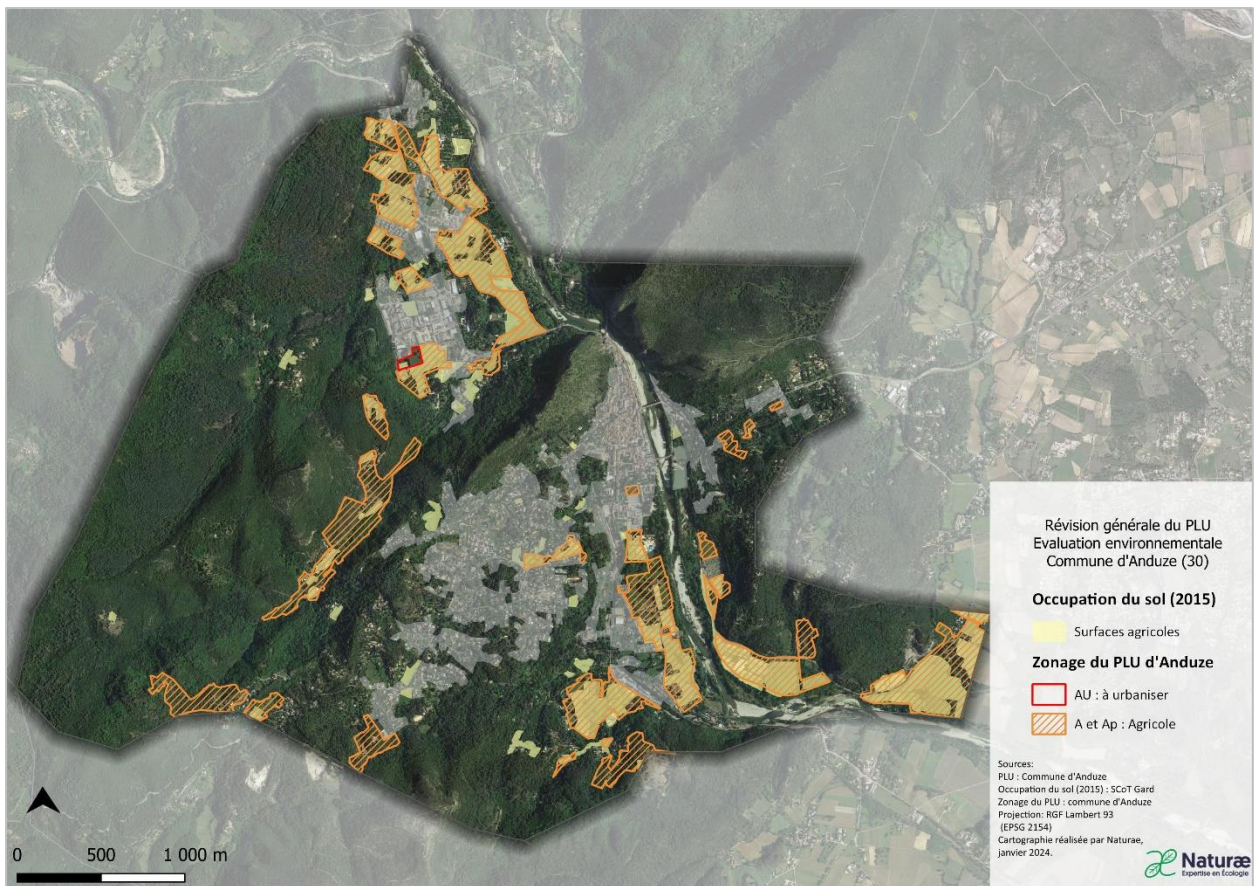 Révision générale du PLU
Evaluation environnementale
Commune d'Anduze (30)
Occupation du sol (2015)
Surfaces agricoles
Zonage du PLU d'Anduze
AU : à urbaniser
A et Ap : Agricole
Sources:
PLU : Commune d'Anduze
Occupation du sol (2015) : SCoT Gard
Zonage du PLU : commune d'Anduze
Projection: RGF Lambert 93
(EPSG 2154)
Cartographie réalisée par Naturae,
janvier 2024.
Naturæ
Expertise en Écologie
0 500 1 000 m